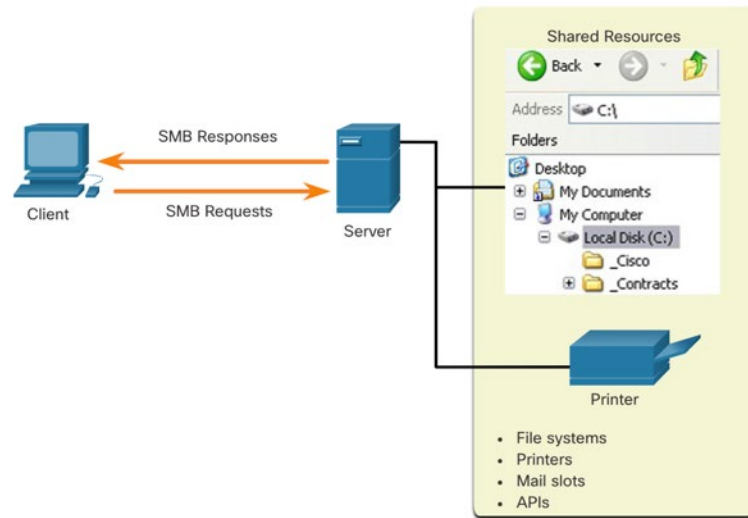 Shared Resources
Back
Address C:\
Folders
Desktop
My Documents
My Computer
Local Disk (C:)
_Cisco
_Contracts
SMB Responses
SMB Requests
Client
Server
Printer
• File systems
• Printers
• Mail slots
• APIs